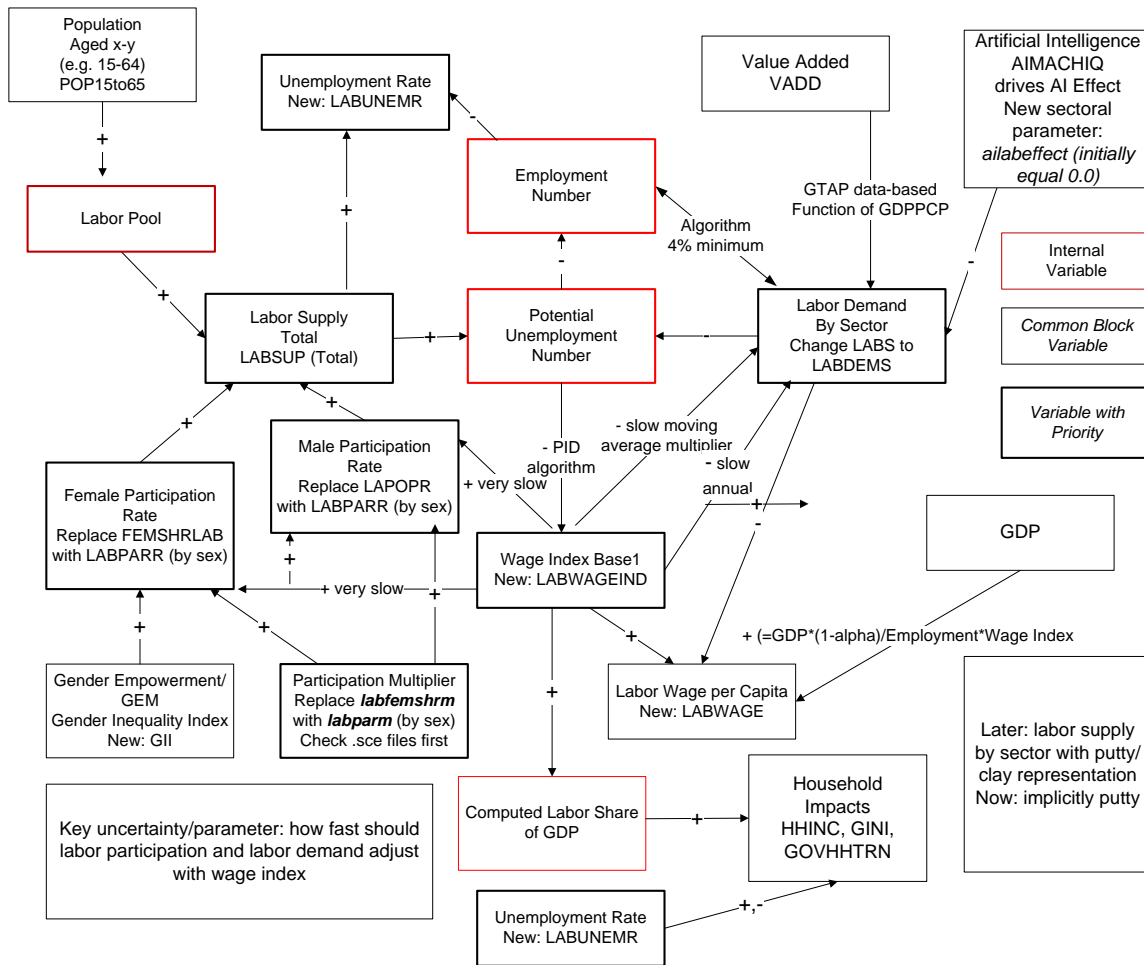 Population
Aged x-y
(e.g. 15-64)
POP15to65
+
Labor Pool
+
Unemployment Rate
New: LABUNEMR
-
+
Employment
Number
-
Algorithm
4% minimum
Value Added
VADD
GTAP data-based
Function of GDPPCP
Artificial Intelligence
AIMACHIQ
drives AI Effect
New sectoral
parameter:
ailabeffect (initially
equal 0.0)
-
Internal
Variable
Common Block
Variable
Variable with
Priority
Labor Supply
Total
LABSUP (Total)
+
Potential
Unemployment
Number
-
Labor Demand
By Sector
Change LABS to
LABDEMS
+
+
Male Participation
Rate
Replace LAPOPR
with LABPARR (by sex)
+ very slow
- PID
algorithm
- slow moving
average multiplier
- slow
annual
+
-
Female Participation
Rate
Replace FEMSHRLAB
with LABPARR (by sex)
+
+ very slow
+
Wage Index Base1
New: LABWAGEIND
GDP
+
+
+
+ (=GDP*(1-alpha)/Employment*Wage Index
Gender Empowerment/
GEM
Gender Inequality Index
New: GII
Participation Multiplier
Replace labfemshrm
with labparm (by sex)
Check .sce files first
+
Labor Wage per Capita
New: LABWAGE
Later: labor supply
by sector with putty/
clay representation
Now: implicitly putty
Key uncertainty/parameter: how fast should
labor participation and labor demand adjust
with wage index
Computed Labor Share
of GDP
+
Household
Impacts
HHINC, GINI,
GOVHHTRN
Unemployment Rate
New: LABUNEMR
+,-